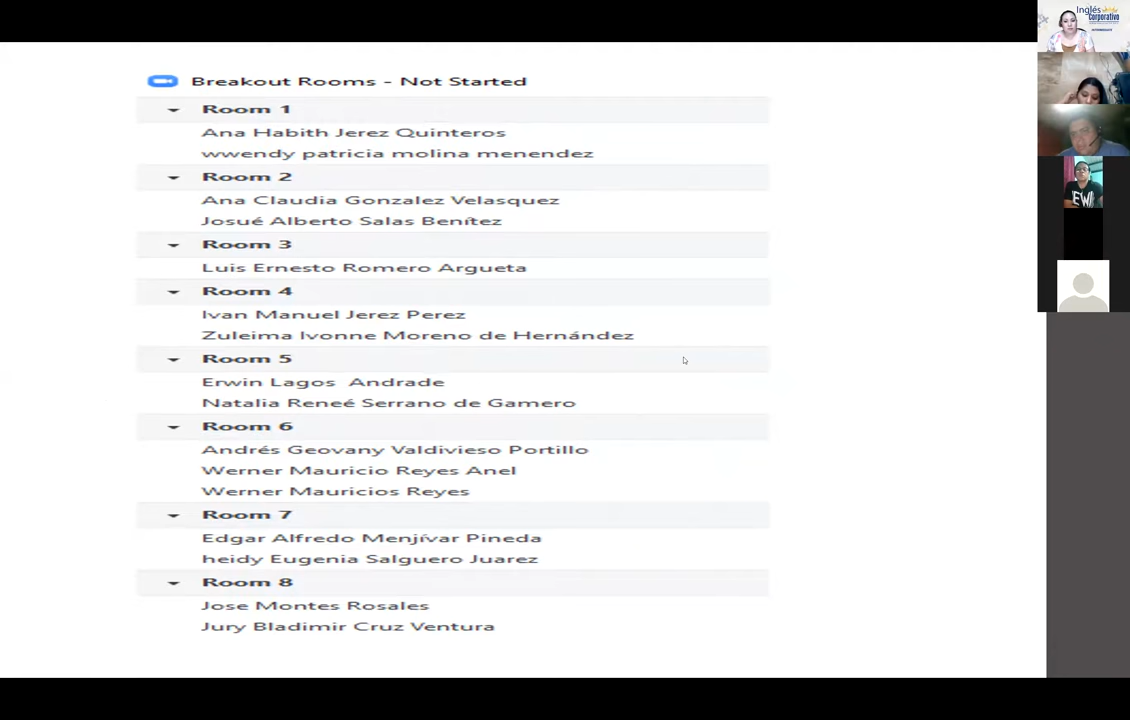 Breakout Rooms - Not Started
Room 1
Ana Habith Jerez Quinteros
wwendy patricia molina menendez
Room 2
Ana Claudia Gonzalez Velasquez
Josué Alberto Salas Benítez
Room 3
Luis Ernesto Romero Argueta
Room 4
Ivan Manuel Jerez Perez
Zuleima Ivonne Moreno de Hernández
Room 5
Erwin Lagos Andrade
Natalia Reneé Serrano de Gamero
Room 6
Andrés Geovany Valdivieso Portillo
Werner Mauricio Reyes Anel
Werner Mauricios Reyes
Room 7
Edgar Alfredo Menjívar Pineda
heidy Eugenia Salguero Juarez
Room 8
Jose Montes Rosales
Jury Bladimir Cruz Ventura
Inglés
Corporativo